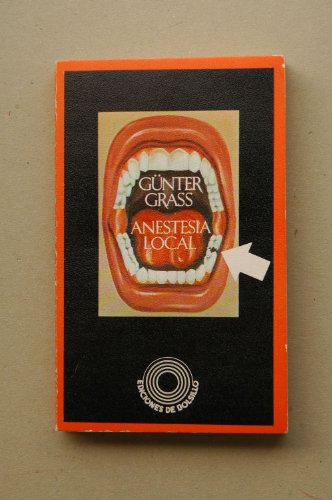 GÜNTER
GRASS
ANESTESIA
LOCAL
EDICIONES DE BOLSILLO